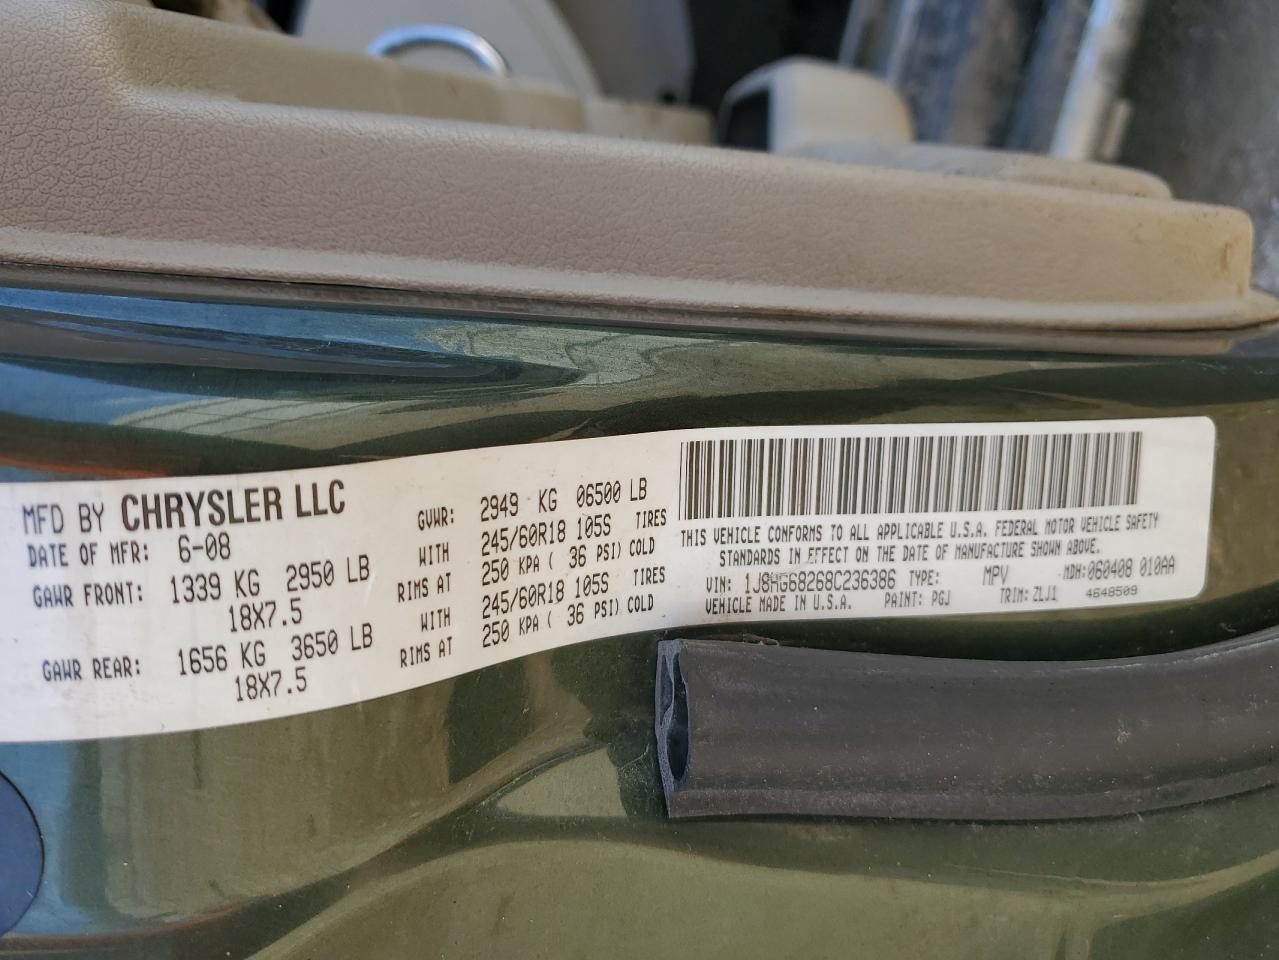 MFD BY CHRYSLER LLC
DATE OF MFR: 6-08
GVWR: 2949 KG 06500 LB
GAWR FRONT: 1339 KG 2950 LB
WITH 245/60R18 105S TIRES
18X7.5
RIMS AT 250 KPA ( 36 PSI) COLD
GAWR REAR: 1656 KG 3650 LB
WITH 245/60R18 105S TIRES
18X7.5
RIMS AT 250 KPA ( 36 PSI) COLD
THIS VEHICLE CONFORMS TO ALL APPLICABLE U.S.A. FEDERAL MOTOR VEHICLE SAFETY
STANDARDS IN EFFECT ON THE DATE OF MANUFACTURE SHOWN ABOVE.
VIN: 1J8HG68268C236386 TYPE: MPV MDH:060408 010AA
VEHICLE MADE IN U.S.A. PAINT: PGJ TRIM: ZLJ1 4648509